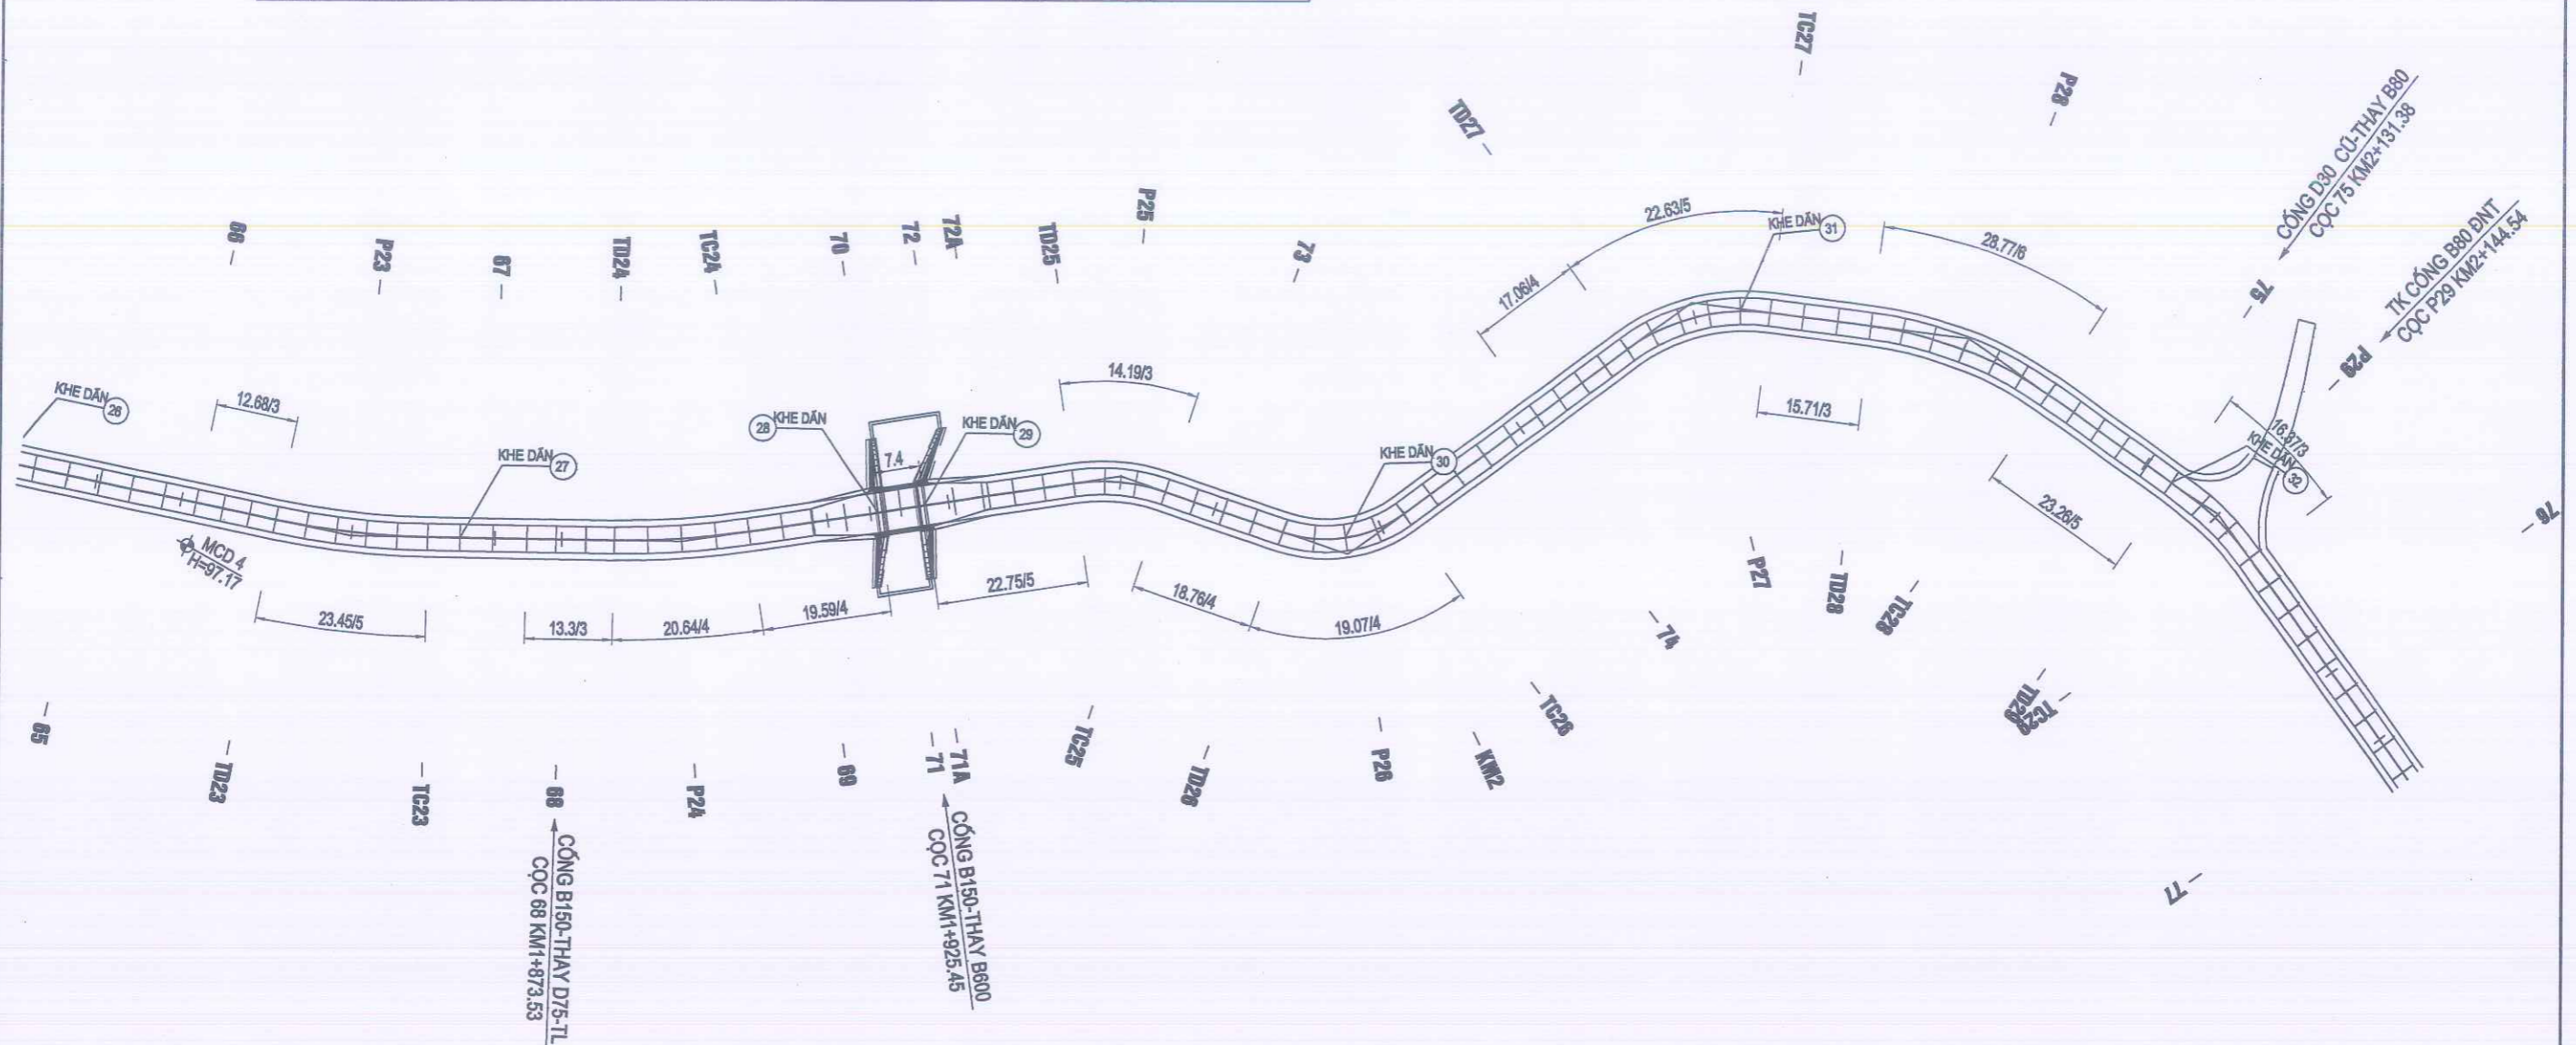 TC27
P28
TD27
CỐNG D30 CŨ-THAY B80
CỌC 75 KM2+131.38
TK CỐNG B80 ĐNT
CỌC P29 KM2+144.54
66
P23
67
TD24
TC24
70
72
72A
TD25
P25
73
22.63/5
KHE DÃN 31
28.77/6
75
P29
17.06/4
KHE DÃN 26
12.68/3
14.19/3
15.71/3
28 KHE DÃN
KHE DÃN 29
7.4
KHE DÃN 27
KHE DÃN 30
16.87/3
KHE DÃN 32
23.26/5
76
MCD 4
H=97.17
23.45/5
13.3/3
20.64/4
19.59/4
22.75/5
18.76/4
19.07/4
P27
TD28
TC28
74
65
TD23
TC23
68
P24
69
71
71A
TC25
TD26
P26
KM2
TC26
TD29
TC29
77
CỐNG B150-THAY D75-TL
CỌC 68 KM1+873.53
CỐNG B150-THAY B600
CỌC 71 KM1+925.45